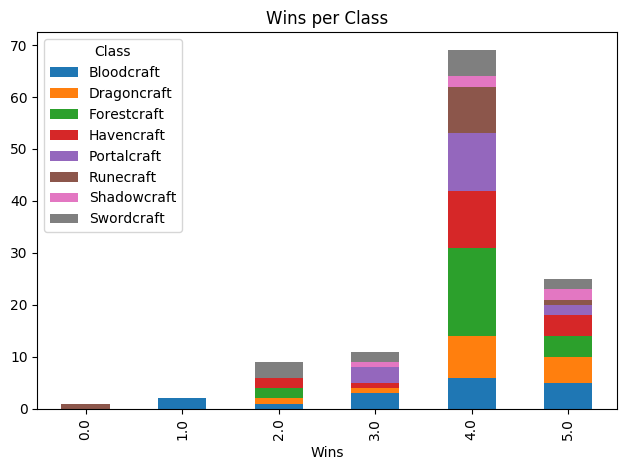 Wins per Class
70
60
50
40
30
20
10
0
Class
Bloodcraft
Dragoncraft
Forestcraft
Havencraft
Portalcraft
Runecraft
Shadowcraft
Swordcraft
0.0
1.0
2.0
3.0
4.0
5.0
Wins